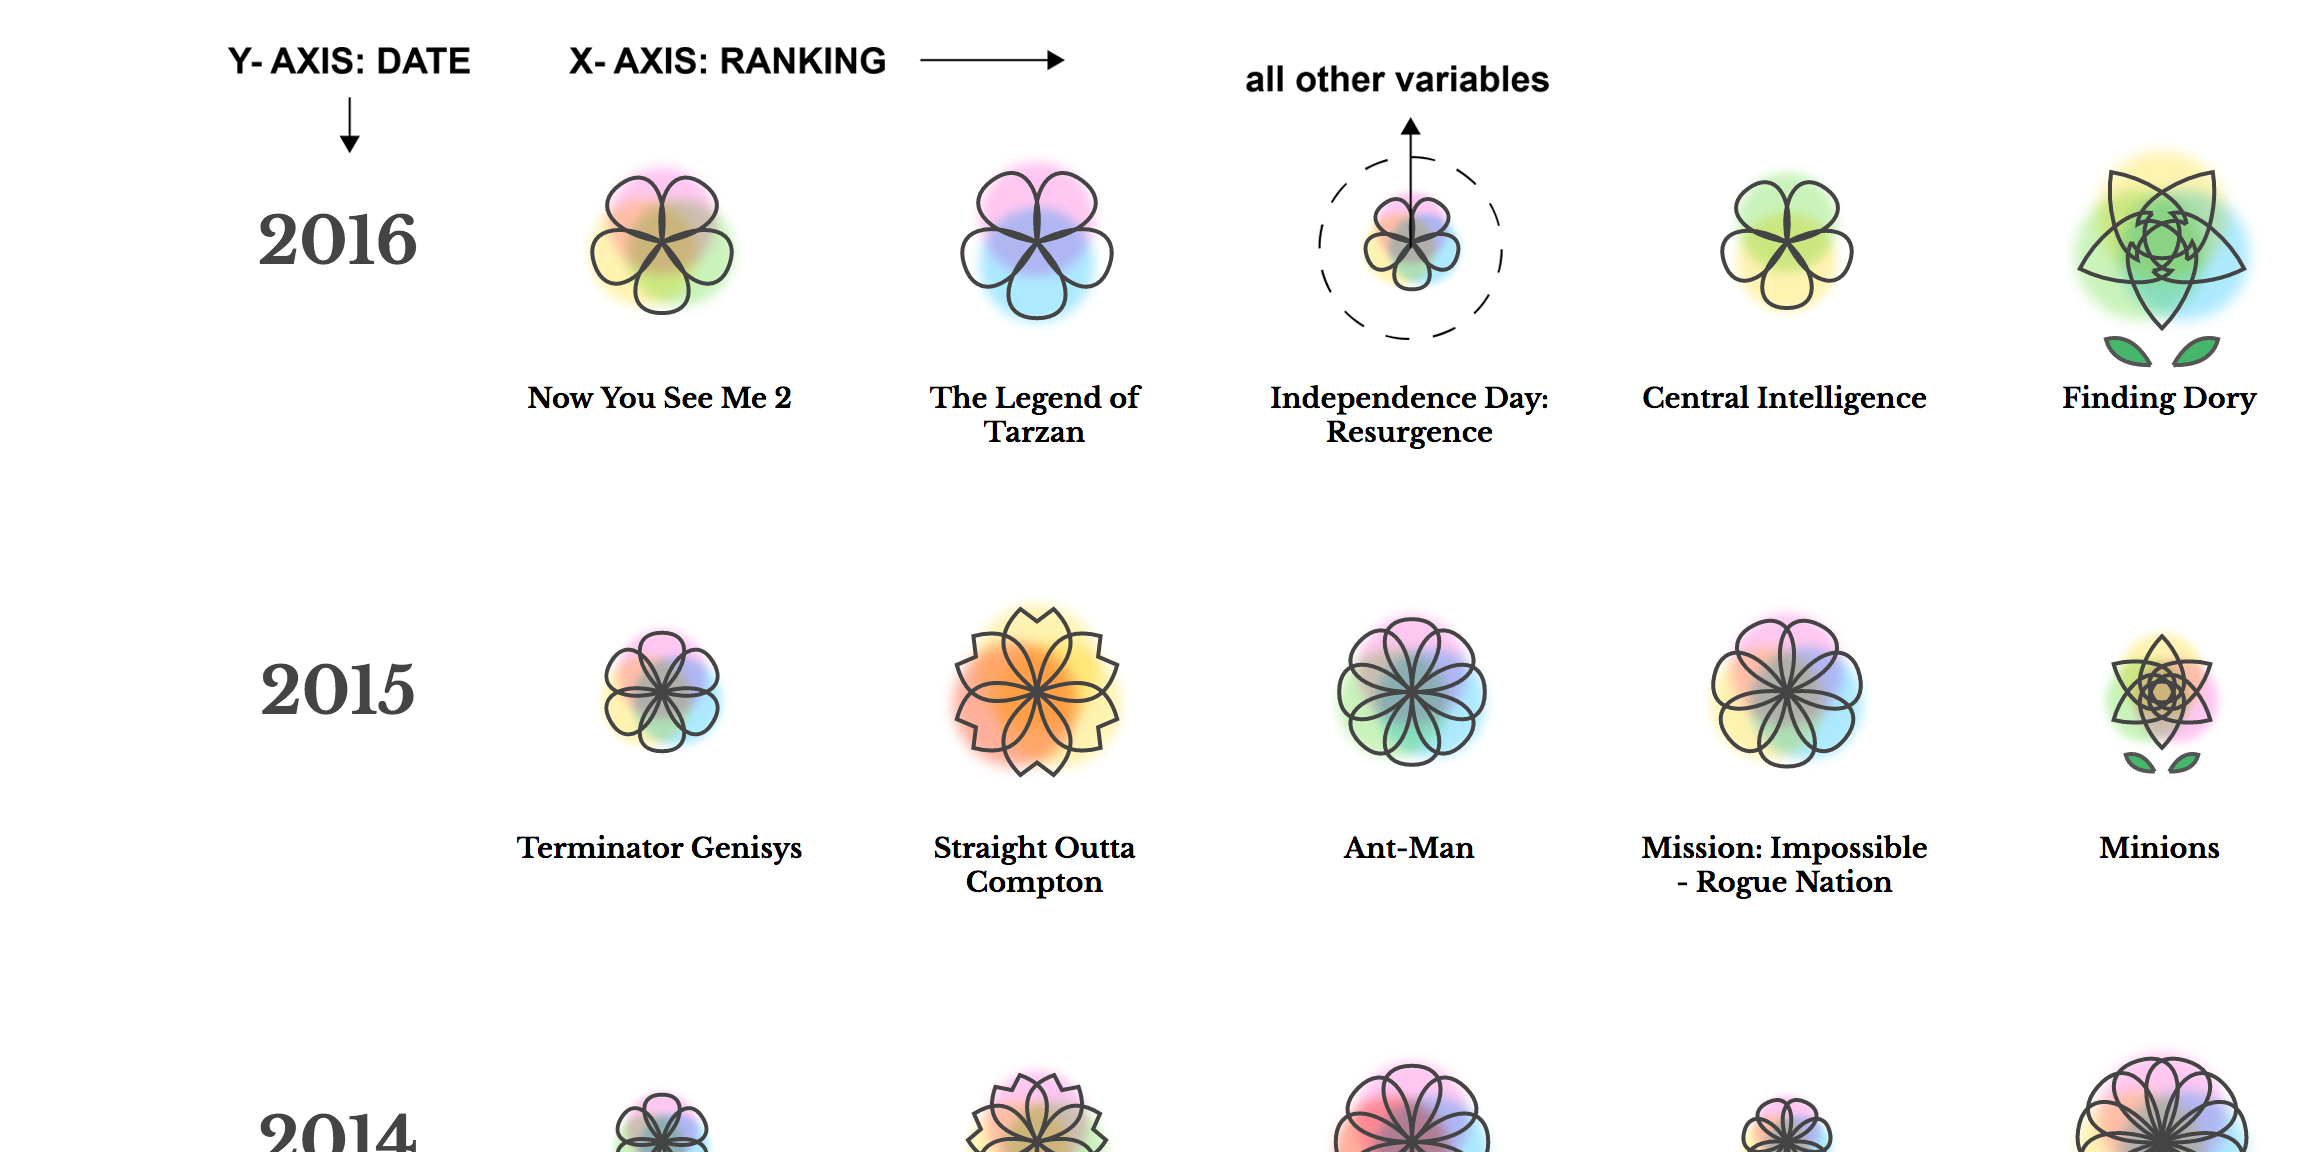 Y- AXIS: DATE
X- AXIS: RANKING
all other variables
2016
Now You See Me 2
The Legend of
Tarzan
Independence Day:
Resurgence
Central Intelligence
Finding Dory
2015
Terminator Genisys
Straight Outta
Compton
Ant-Man
Mission: Impossible
- Rogue Nation
Minions
2014